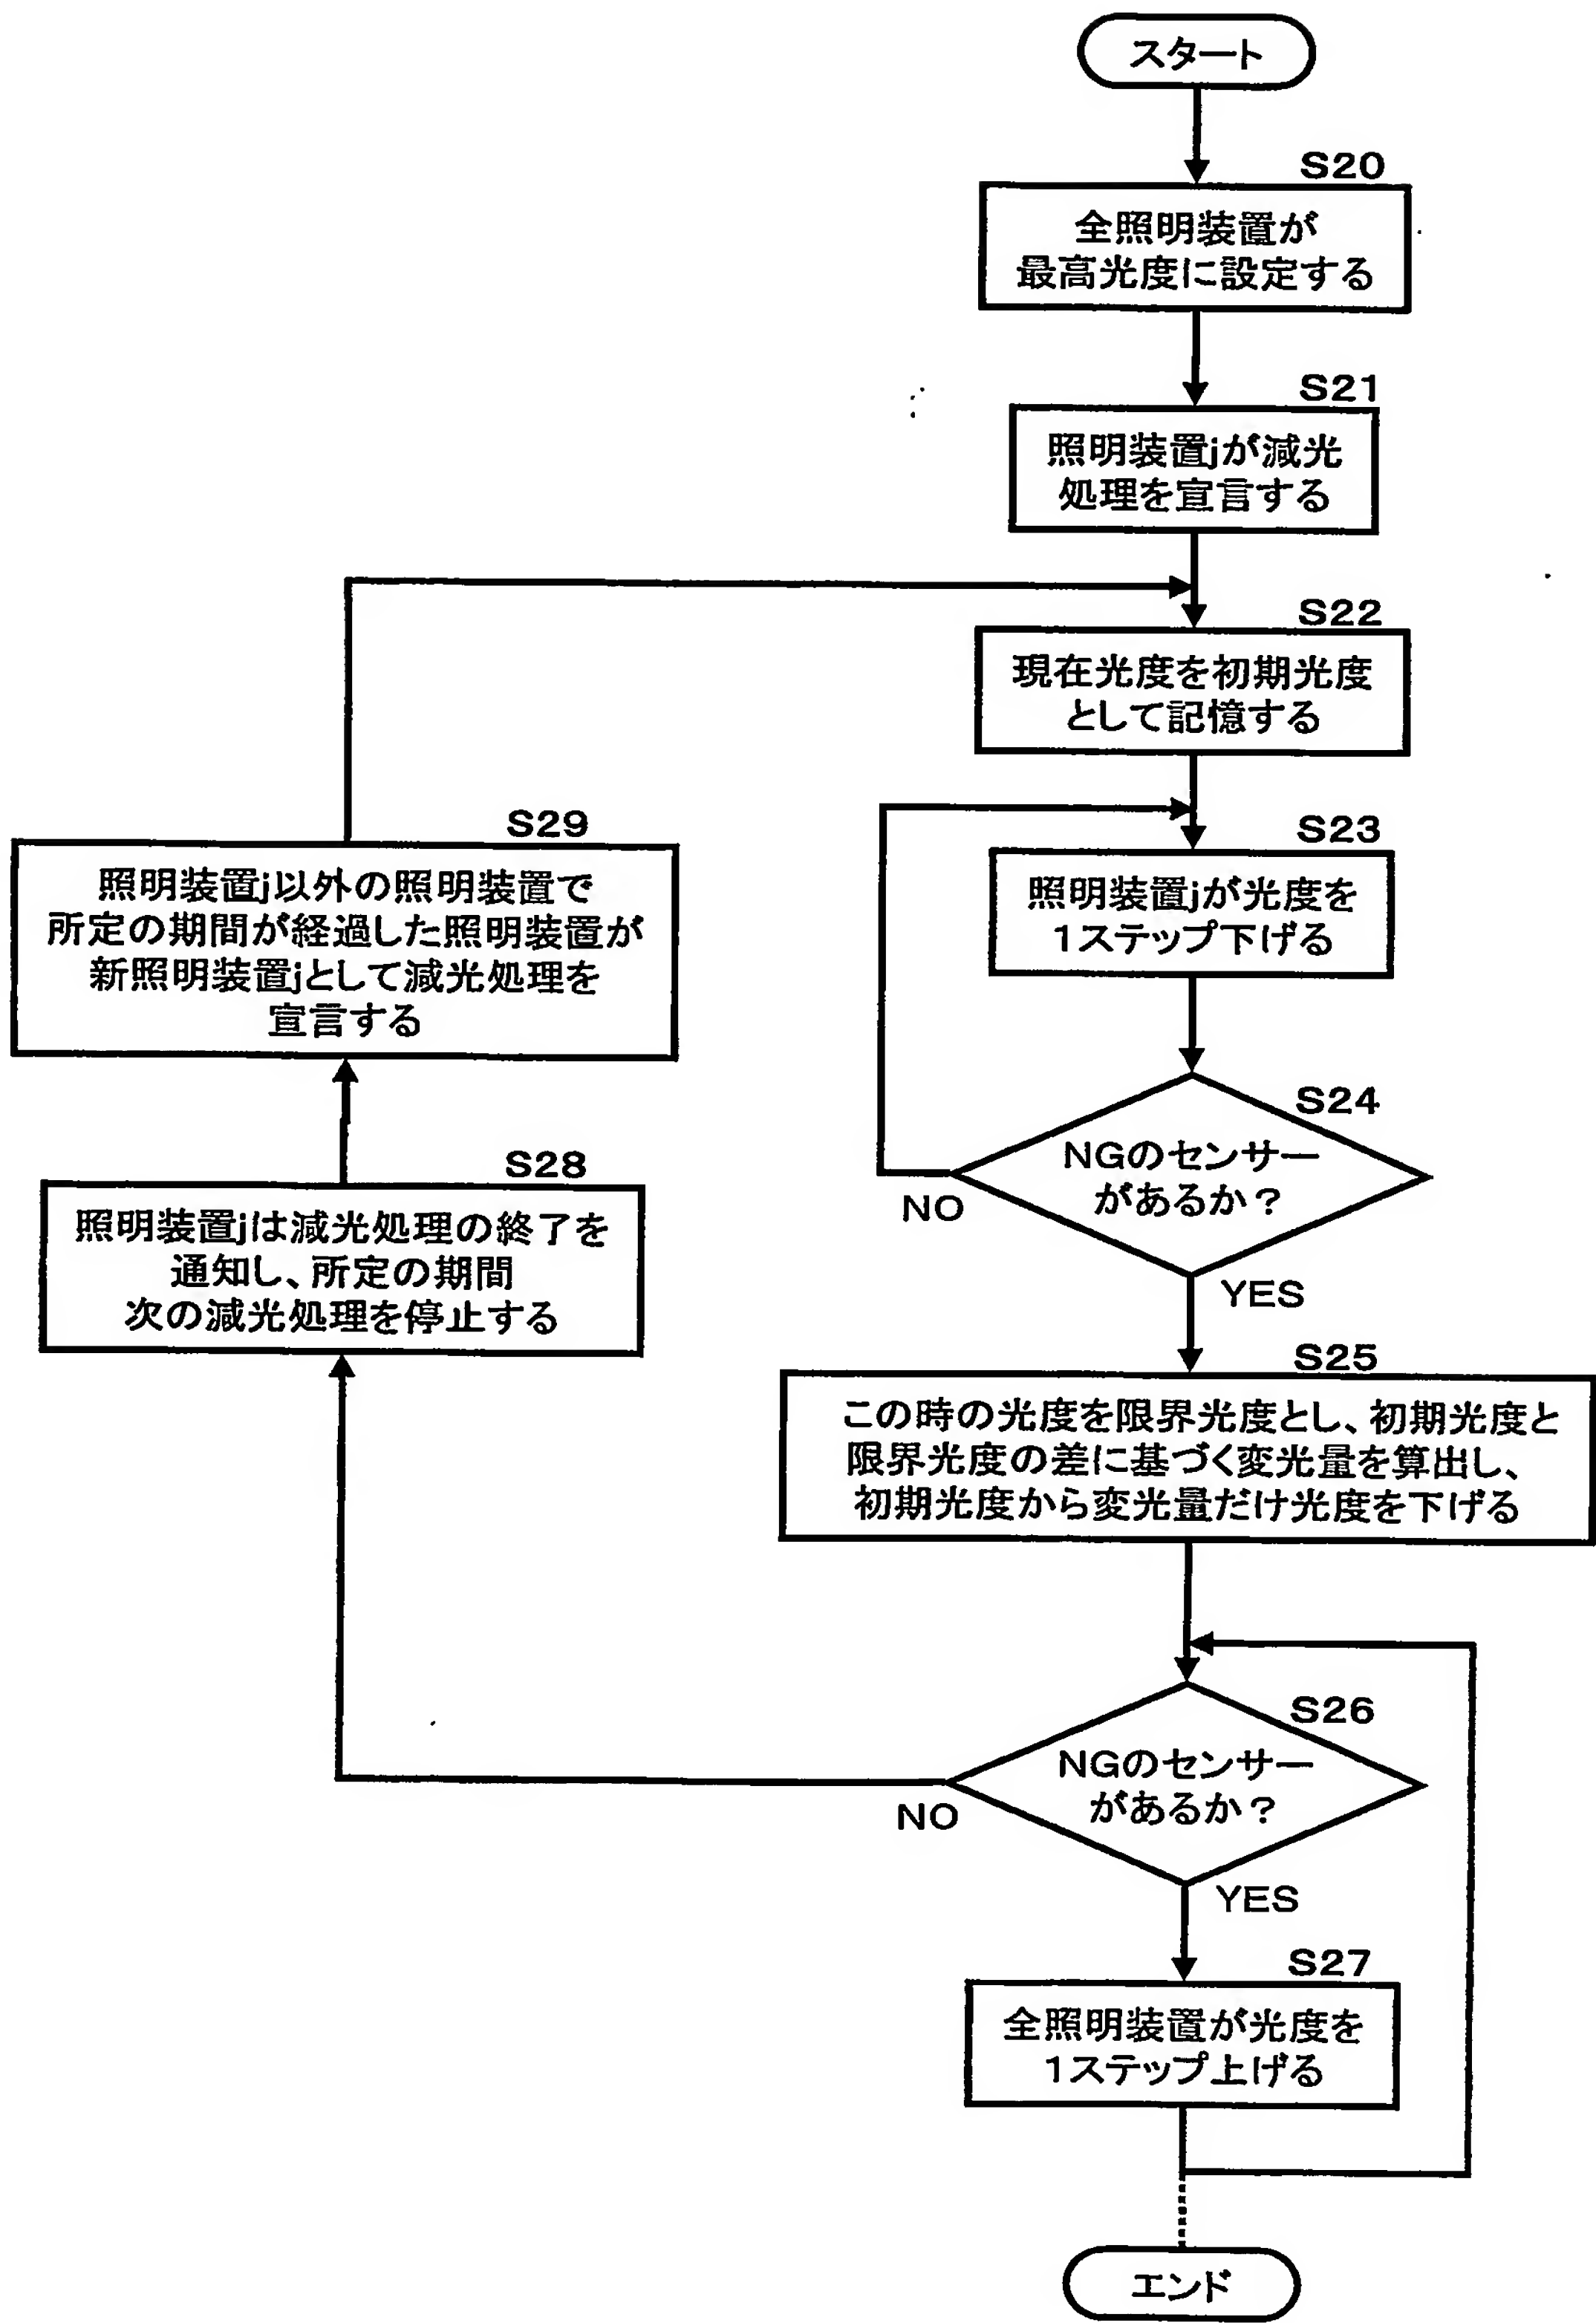 スタート
S20
全照明装置が
最高光度に設定する
S21
照明装置jが減光
処理を宣言する
S22
現在光度を初期光度
として記憶する
S23
照明装置jが光度を
1ステップ下げる
S24
NGのセンサー
があるか?
NO
YES
S25
この時の光度を限界光度とし、初期光度と
限界光度の差に基づく変光量を算出し、
初期光度から変光量だけ光度を下げる
S26
NGのセンサー
があるか?
NO
YES
S27
全照明装置が光度を
1ステップ上げる
S28
照明装置jは減光処理の終了を
通知し、所定の期間
次の減光処理を停止する
S29
照明装置j以外の照明装置で
所定の期間が経過した照明装置が
新照明装置jとして減光処理を
宣言する
エンド